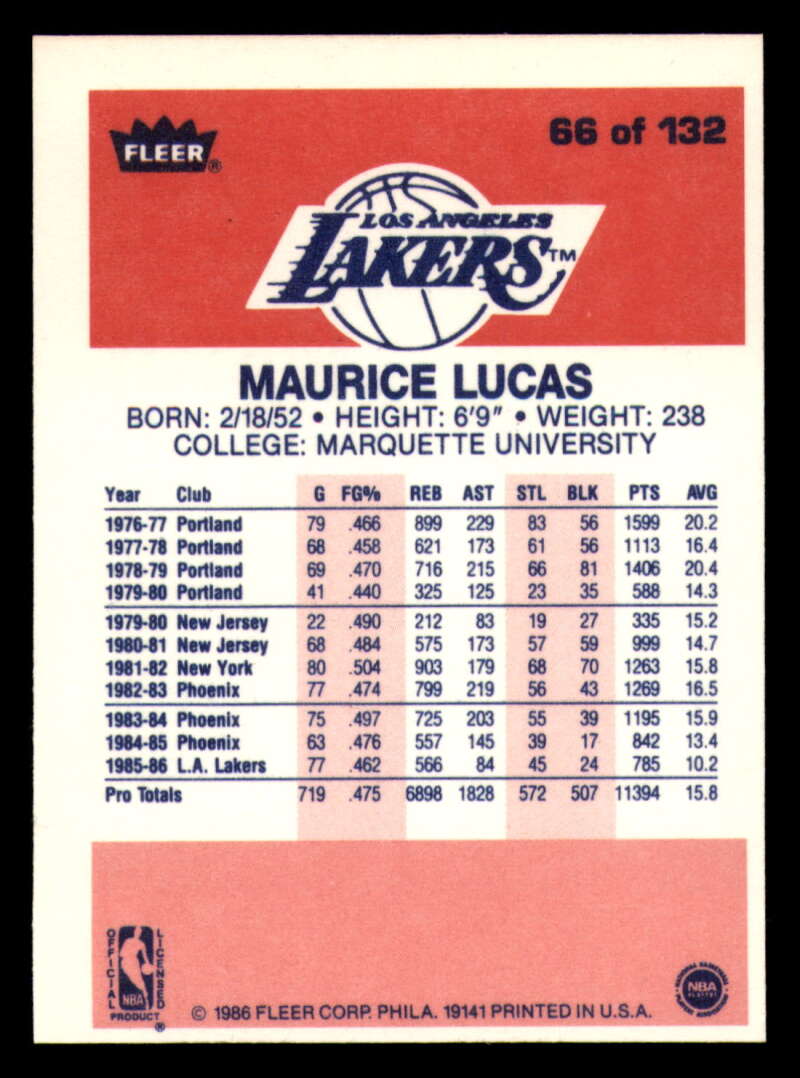 FLEER®
66 of 132
LOS ANGELES
LAKERS™
MAURICE LUCAS
BORN: 2/18/52 • HEIGHT: 6'9" • WEIGHT: 238
COLLEGE: MARQUETTE UNIVERSITY
Year Club G FG% REB AST STL BLK PTS AVG
1976-77 Portland 79 .466 899 229 83 56 1599 20.2
1977-78 Portland 68 .458 621 173 61 56 1113 16.4
1978-79 Portland 69 .470 716 215 66 81 1406 20.4
1979-80 Portland 41 .440 325 125 23 35 588 14.3
1979-80 New Jersey 22 .490 212 83 19 27 335 15.2
1980-81 New Jersey 68 .484 575 173 57 59 999 14.7
1981-82 New York 80 .504 903 179 68 70 1263 15.8
1982-83 Phoenix 77 .474 799 219 56 43 1269 16.5
1983-84 Phoenix 75 .497 725 203 55 39 1195 15.9
1984-85 Phoenix 63 .476 557 145 39 17 842 13.4
1985-86 L.A. Lakers 77 .462 566 84 45 24 785 10.2
Pro Totals 719 .475 6898 1828 572 507 11394 15.8
OFFICIAL LICENSED
NBA
PRODUCT®
© 1986 FLEER CORP. PHILA. 19141 PRINTED IN U.S.A.
NATIONAL BASKETBALL
NBA
PLAYERS
ASSOCIATION